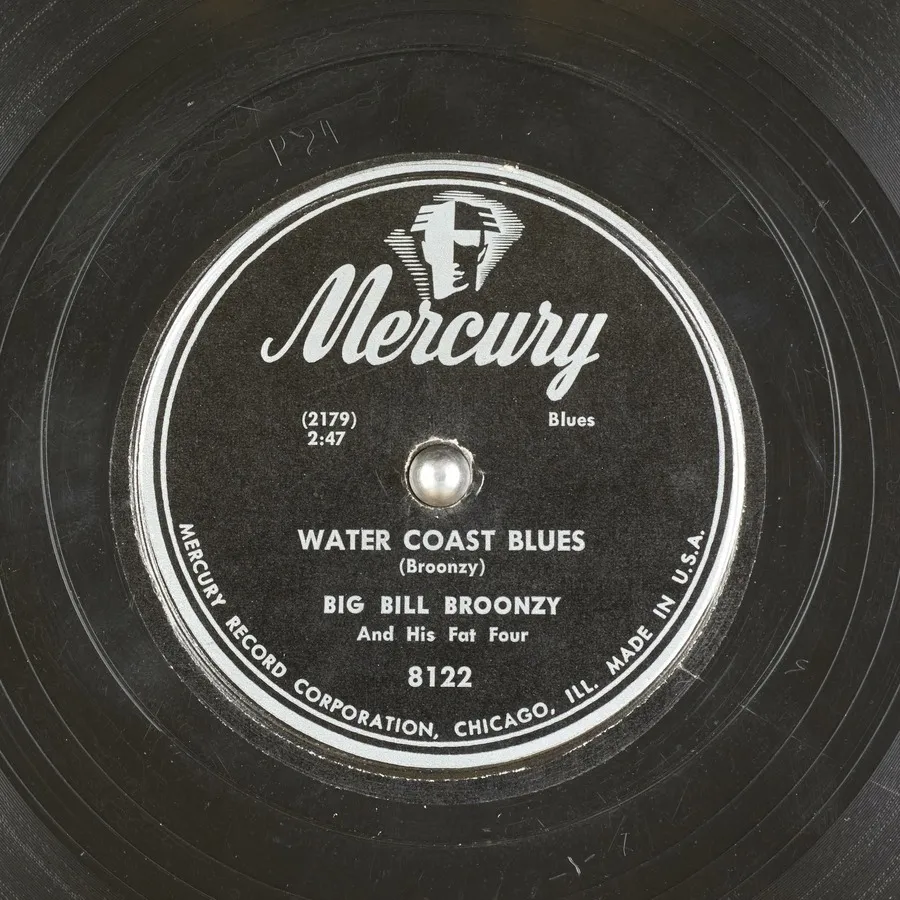 Mercury
(2179)
2:47
Blues
WATER COAST BLUES
(Broonzy)
BIG BILL BROONZY
And His Fat Four
8122
MERCURY RECORD CORPORATION, CHICAGO, ILL. MADE IN U.S.A.